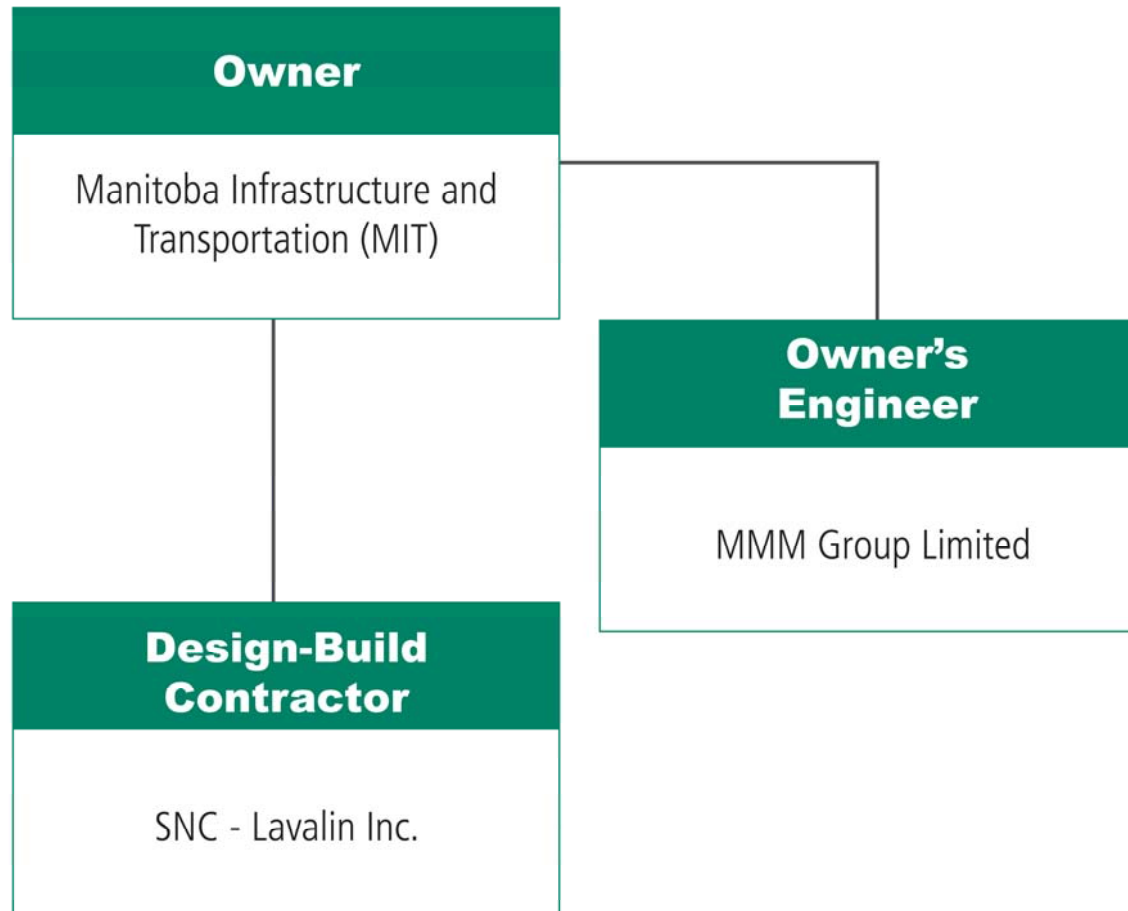 Owner
Manitoba Infrastructure and
Transportation (MIT)
Owner’s
Engineer
MMM Group Limited
Design-Build
Contractor
SNC - Lavalin Inc.